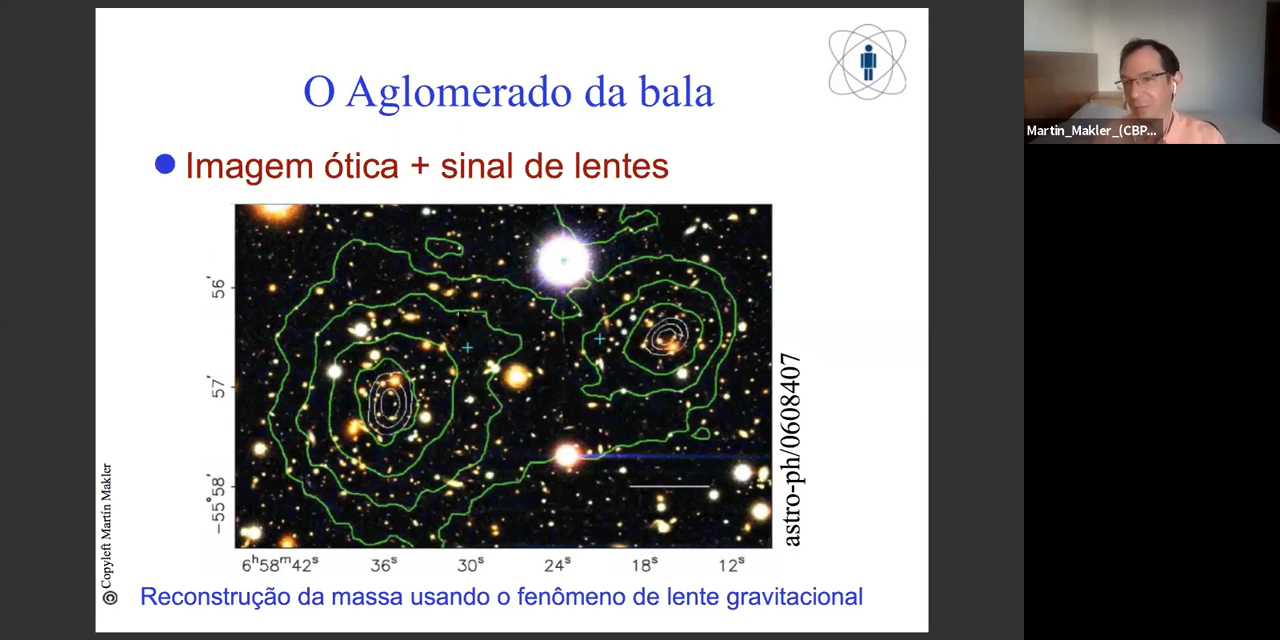 O Aglomerado da bala
Imagem ótica + sinal de lentes
56'
57'
−55°58'
6ʰ58ᵐ42ˢ 36ˢ 30ˢ 24ˢ 18ˢ 12ˢ
astro-ph/0608407
©Copyleft Martín Makler
Reconstrução da massa usando o fenômeno de lente gravitacional
Martin_Makler_(CBP...